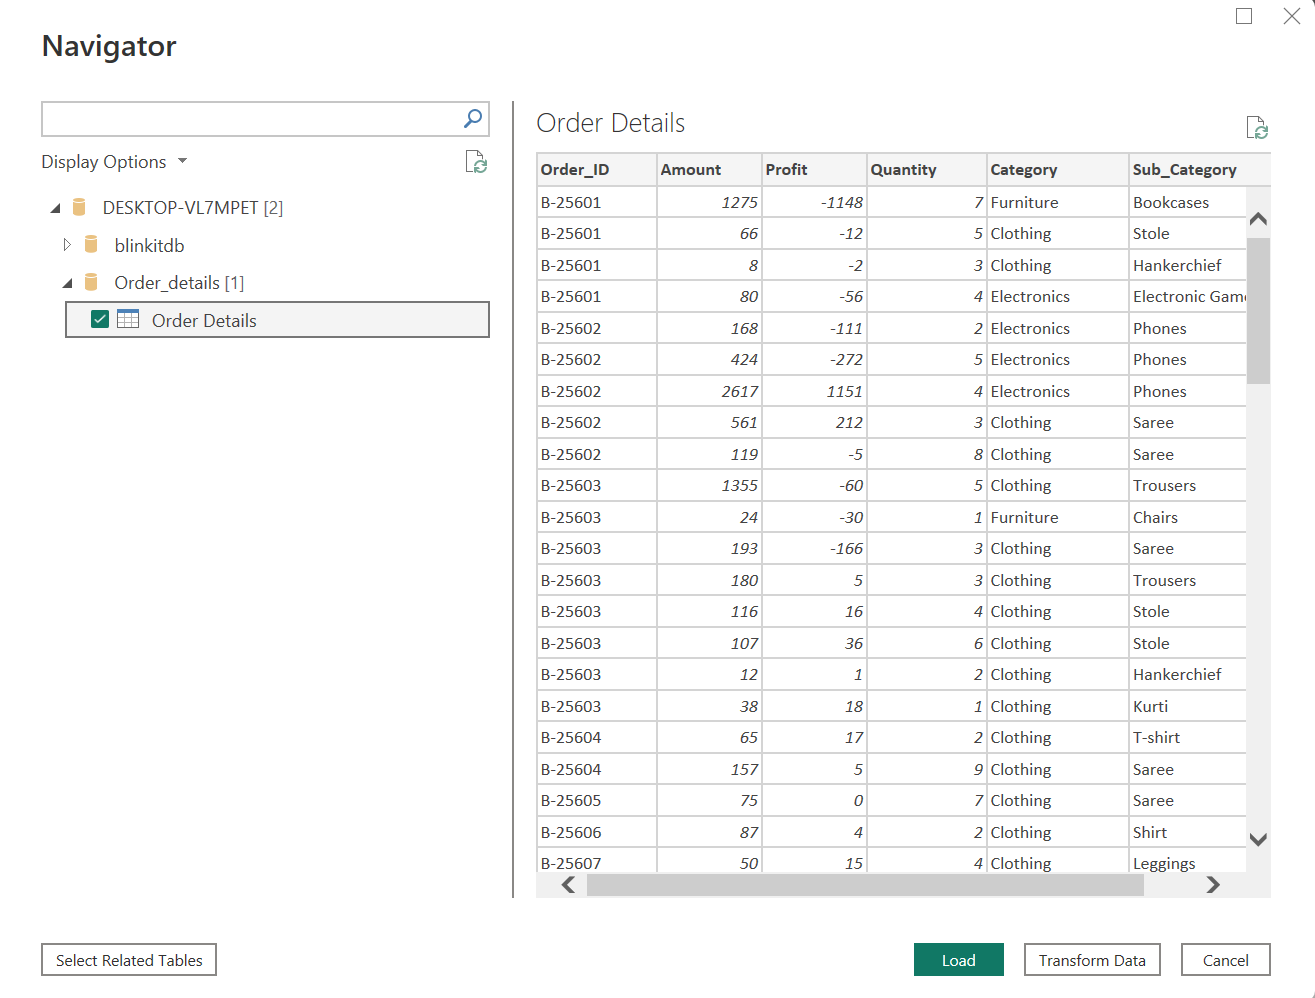 Navigator
Display Options
DESKTOP-VL7MPET [2]
blinkitdb
Order_details [1]
Order Details
Order Details
Order_ID Amount Profit Quantity Category Sub_Category
B-25601 1275 -1148 7 Furniture Bookcases
B-25601 66 -12 5 Clothing Stole
B-25601 8 -2 3 Clothing Hankerchief
B-25601 80 -56 4 Electronics Electronic Gam
B-25602 168 -111 2 Electronics Phones
B-25602 424 -272 5 Electronics Phones
B-25602 2617 1151 4 Electronics Phones
B-25602 561 212 3 Clothing Saree
B-25602 119 -5 8 Clothing Saree
B-25603 1355 -60 5 Clothing Trousers
B-25603 24 -30 1 Furniture Chairs
B-25603 193 -166 3 Clothing Saree
B-25603 180 5 3 Clothing Trousers
B-25603 116 16 4 Clothing Stole
B-25603 107 36 6 Clothing Stole
B-25603 12 1 2 Clothing Hankerchief
B-25603 38 18 1 Clothing Kurti
B-25604 65 17 2 Clothing T-shirt
B-25604 157 5 9 Clothing Saree
B-25605 75 0 7 Clothing Saree
B-25606 87 4 2 Clothing Shirt
B-25607 50 15 4 Clothing Leggings
Select Related Tables Load Transform Data Cancel